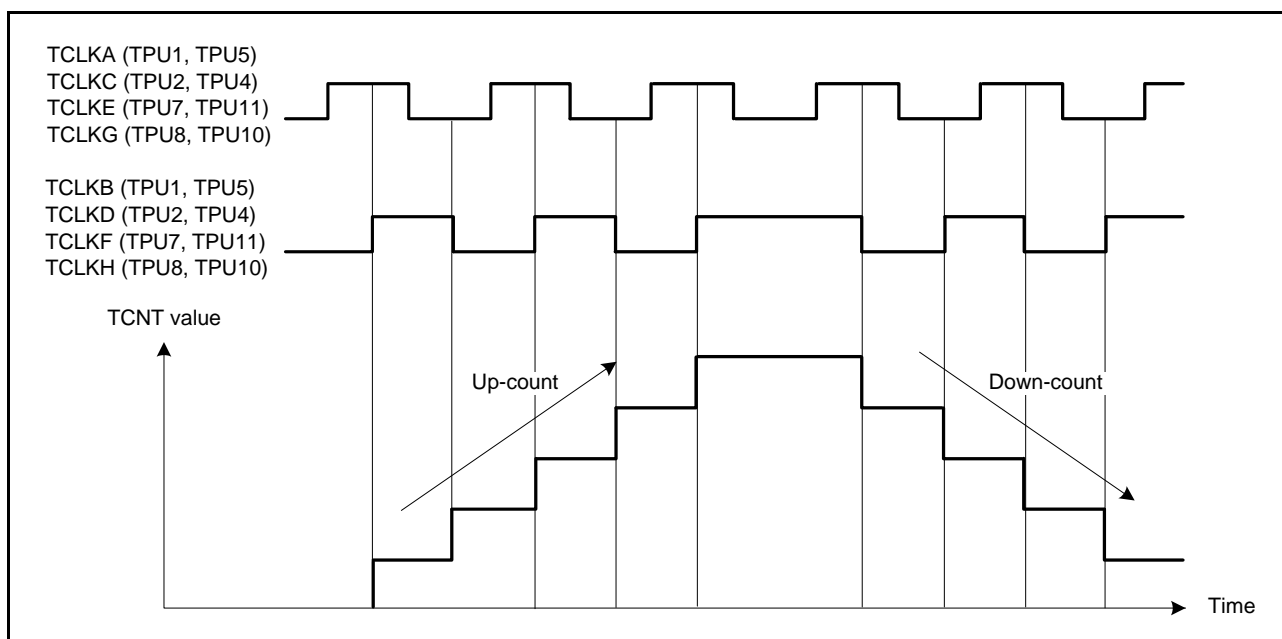 TCLKA (TPU1, TPU5)
TCLKC (TPU2, TPU4)
TCLKE (TPU7, TPU11)
TCLKG (TPU8, TPU10)
TCLKB (TPU1, TPU5)
TCLKD (TPU2, TPU4)
TCLKF (TPU7, TPU11)
TCLKH (TPU8, TPU10)
TCNT value
Up-count
Down-count
Time